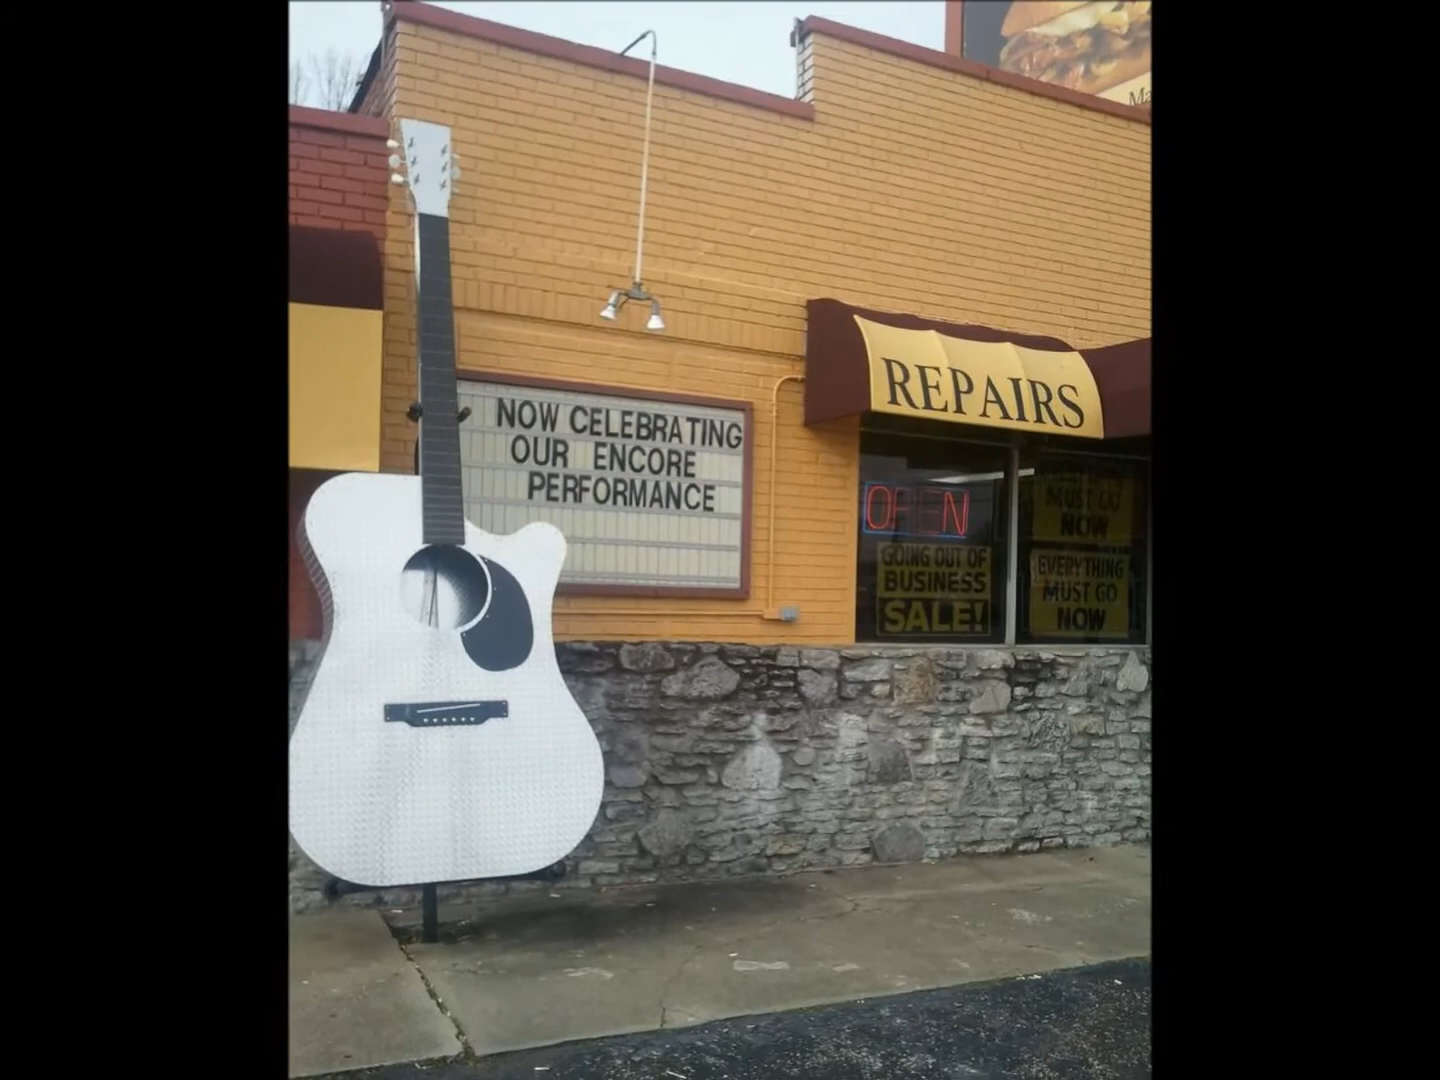 Ma
NOW CELEBRATING
OUR ENCORE
PERFORMANCE
REPAIRS
OPEN
GOING OUT OF
BUSINESS
SALE!
MUST GO
NOW
EVERYTHING
MUST GO
NOW